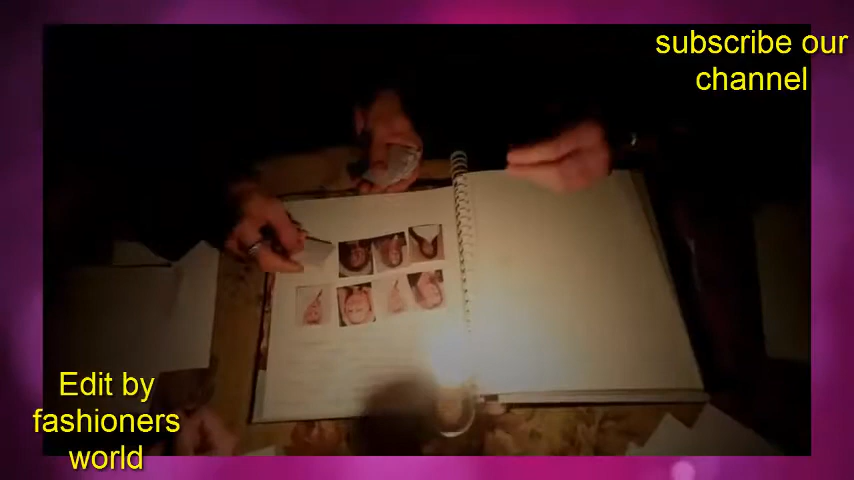 subscribe our
channel
Edit by
fashioners
world